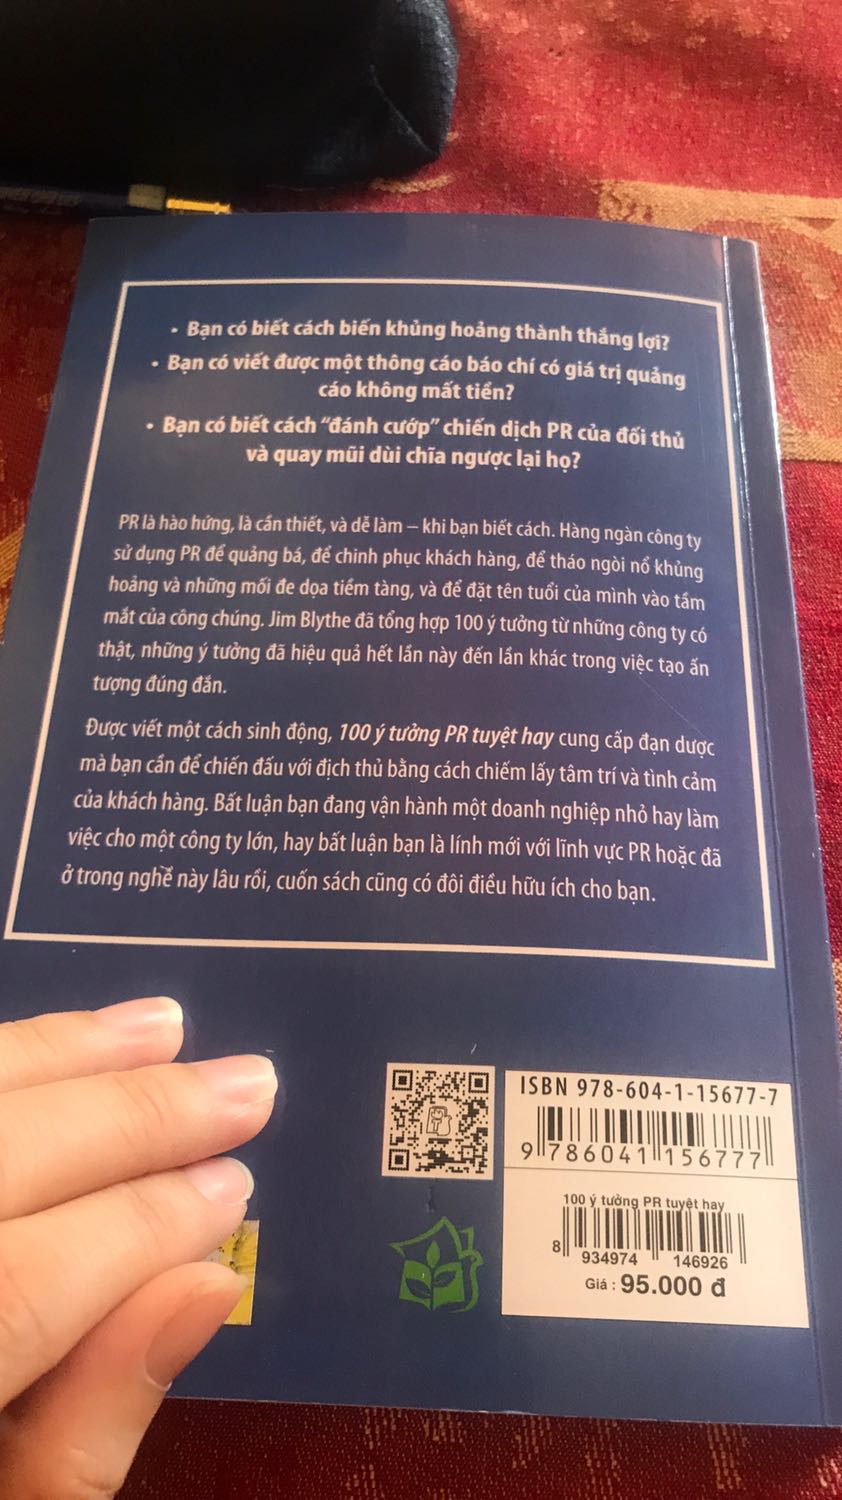 • Bạn có biết cách biến khủng hoảng thành thắng lợi?
• Bạn có viết được một thông cáo báo chí có giá trị quảng
cáo không mất tiền?
• Bạn có biết cách “đánh cướp” chiến dịch PR của đối thủ
và quay mũi dùi chĩa ngược lại họ?
PR là hào hứng, là cần thiết, và dễ làm – khi bạn biết cách. Hàng ngàn công ty
sử dụng PR để quảng bá, để chinh phục khách hàng, để tháo ngòi nổ khủng
hoảng và những mối đe dọa tiềm tàng, và để đặt tên tuổi của mình vào tầm
mắt của công chúng. Jim Blythe đã tổng hợp 100 ý tưởng từ những công ty có
thật, những ý tưởng đã hiệu quả hết lần này đến lần khác trong việc tạo ấn
tượng đúng đắn.
Được viết một cách sinh động, 100 ý tưởng PR tuyệt hay cung cấp đạn dược
mà bạn cần để chiến đấu với địch thủ bằng cách chiếm lấy tâm trí và tình cảm
của khách hàng. Bất luận bạn đang vận hành một doanh nghiệp nhỏ hay làm
việc cho một công ty lớn, hay bất luận bạn là lính mới với lĩnh vực PR hoặc đã
ở trong nghề này lâu rồi, cuốn sách cũng có đôi điều hữu ích cho bạn.
ISBN 978-604-1-15677-7
9 786041 156777
100 ý tưởng PR tuyệt hay
8 934974 146926
Giá : 95.000 đ